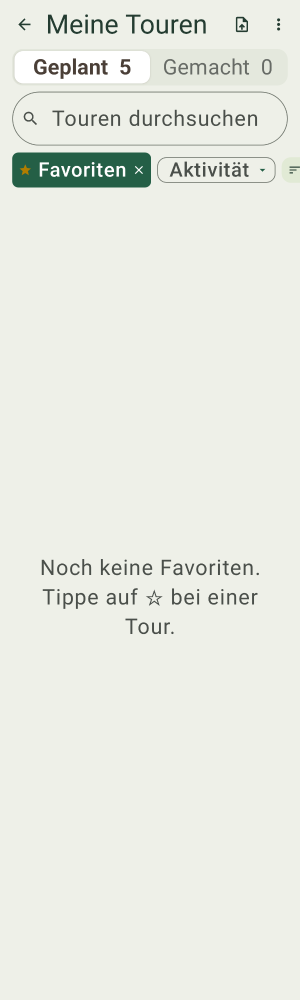 Meine Touren
Geplant 5 Gemacht 0
Touren durchsuchen
Favoriten Aktivität
Noch keine Favoriten.
Tippe auf ☆ bei einer
Tour.